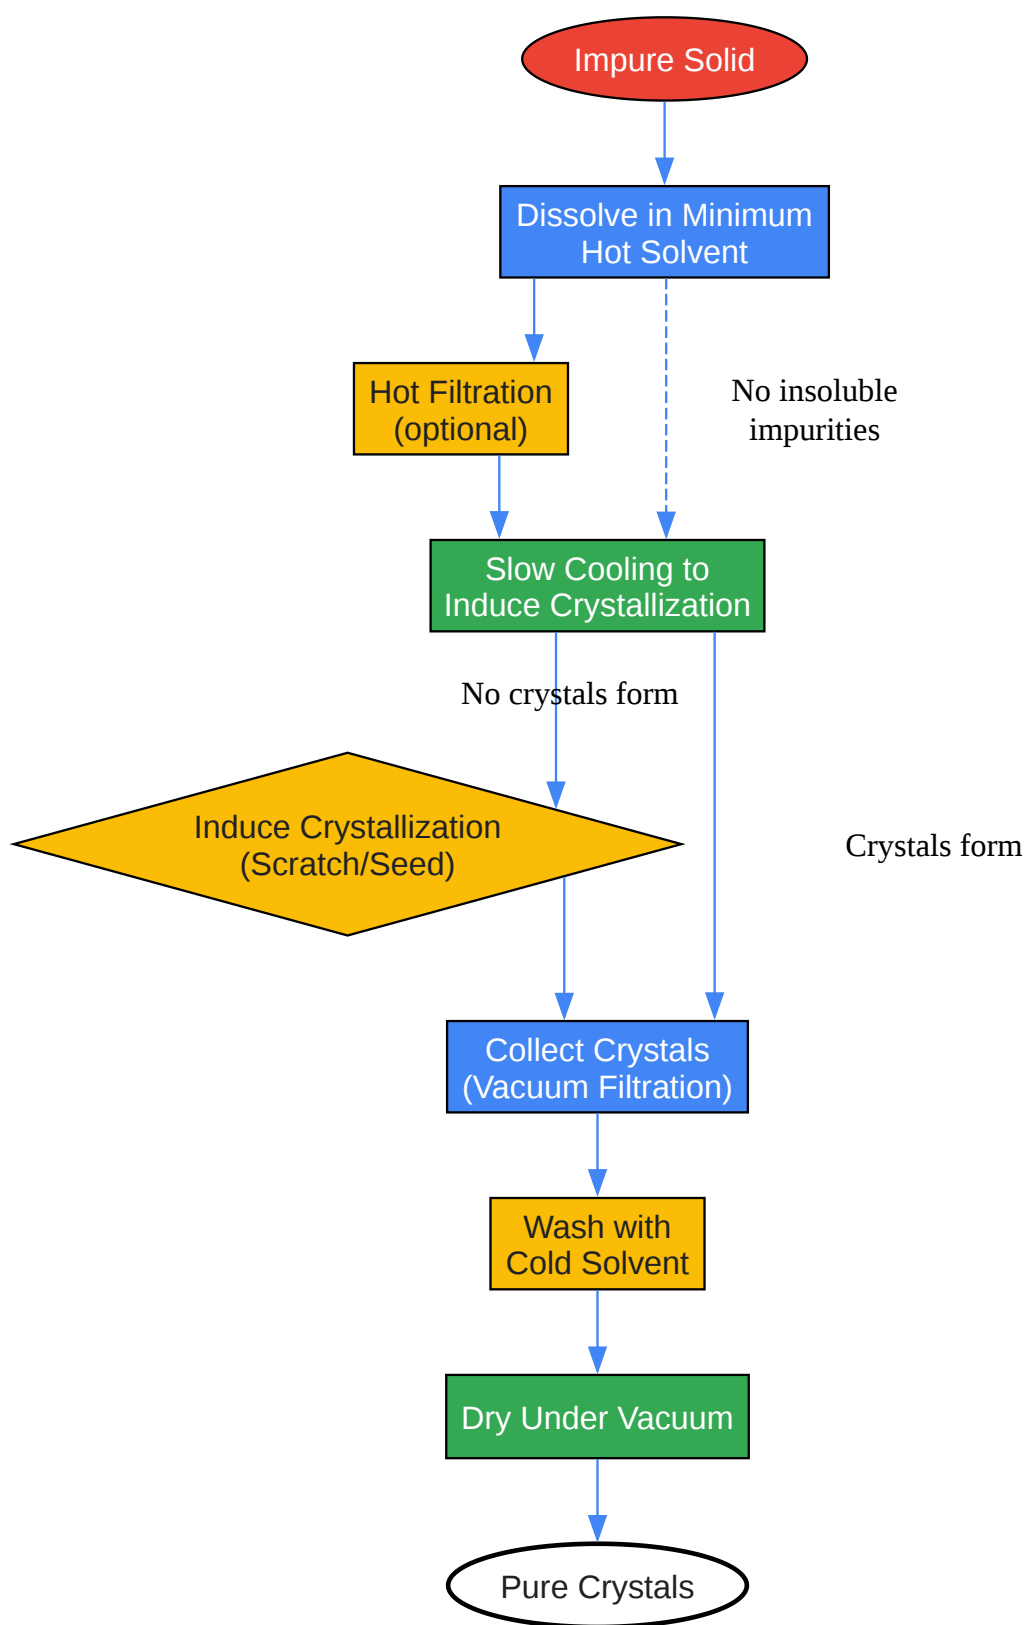 Impure Solid
Dissolve in Minimum
Hot Solvent
Hot Filtration
(optional)
No insoluble
impurities
Slow Cooling to
Induce Crystallization
No crystals form
Induce Crystallization
(Scratch/Seed)
Crystals form
Collect Crystals
(Vacuum Filtration)
Wash with
Cold Solvent
Dry Under Vacuum
Pure Crystals